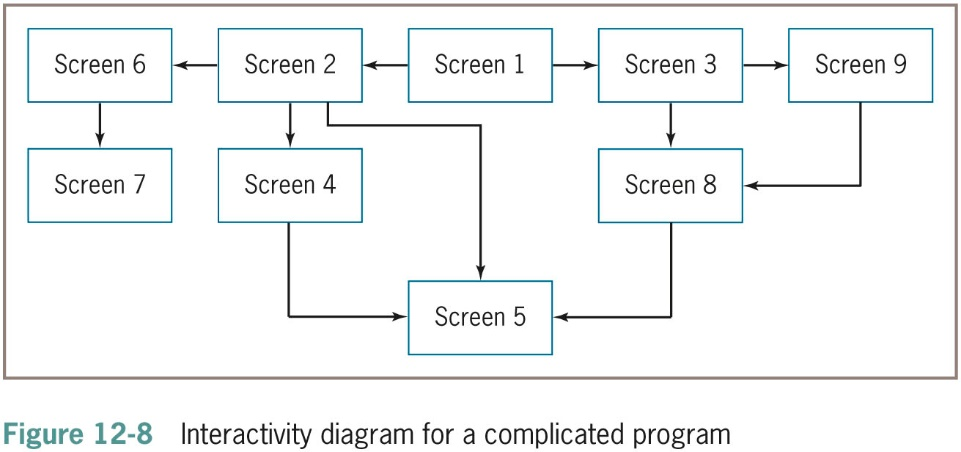 Screen 6
Screen 2
Screen 1
Screen 3
Screen 9
Screen 7
Screen 4
Screen 8
Screen 5
Figure 12-8 Interactivity diagram for a complicated program